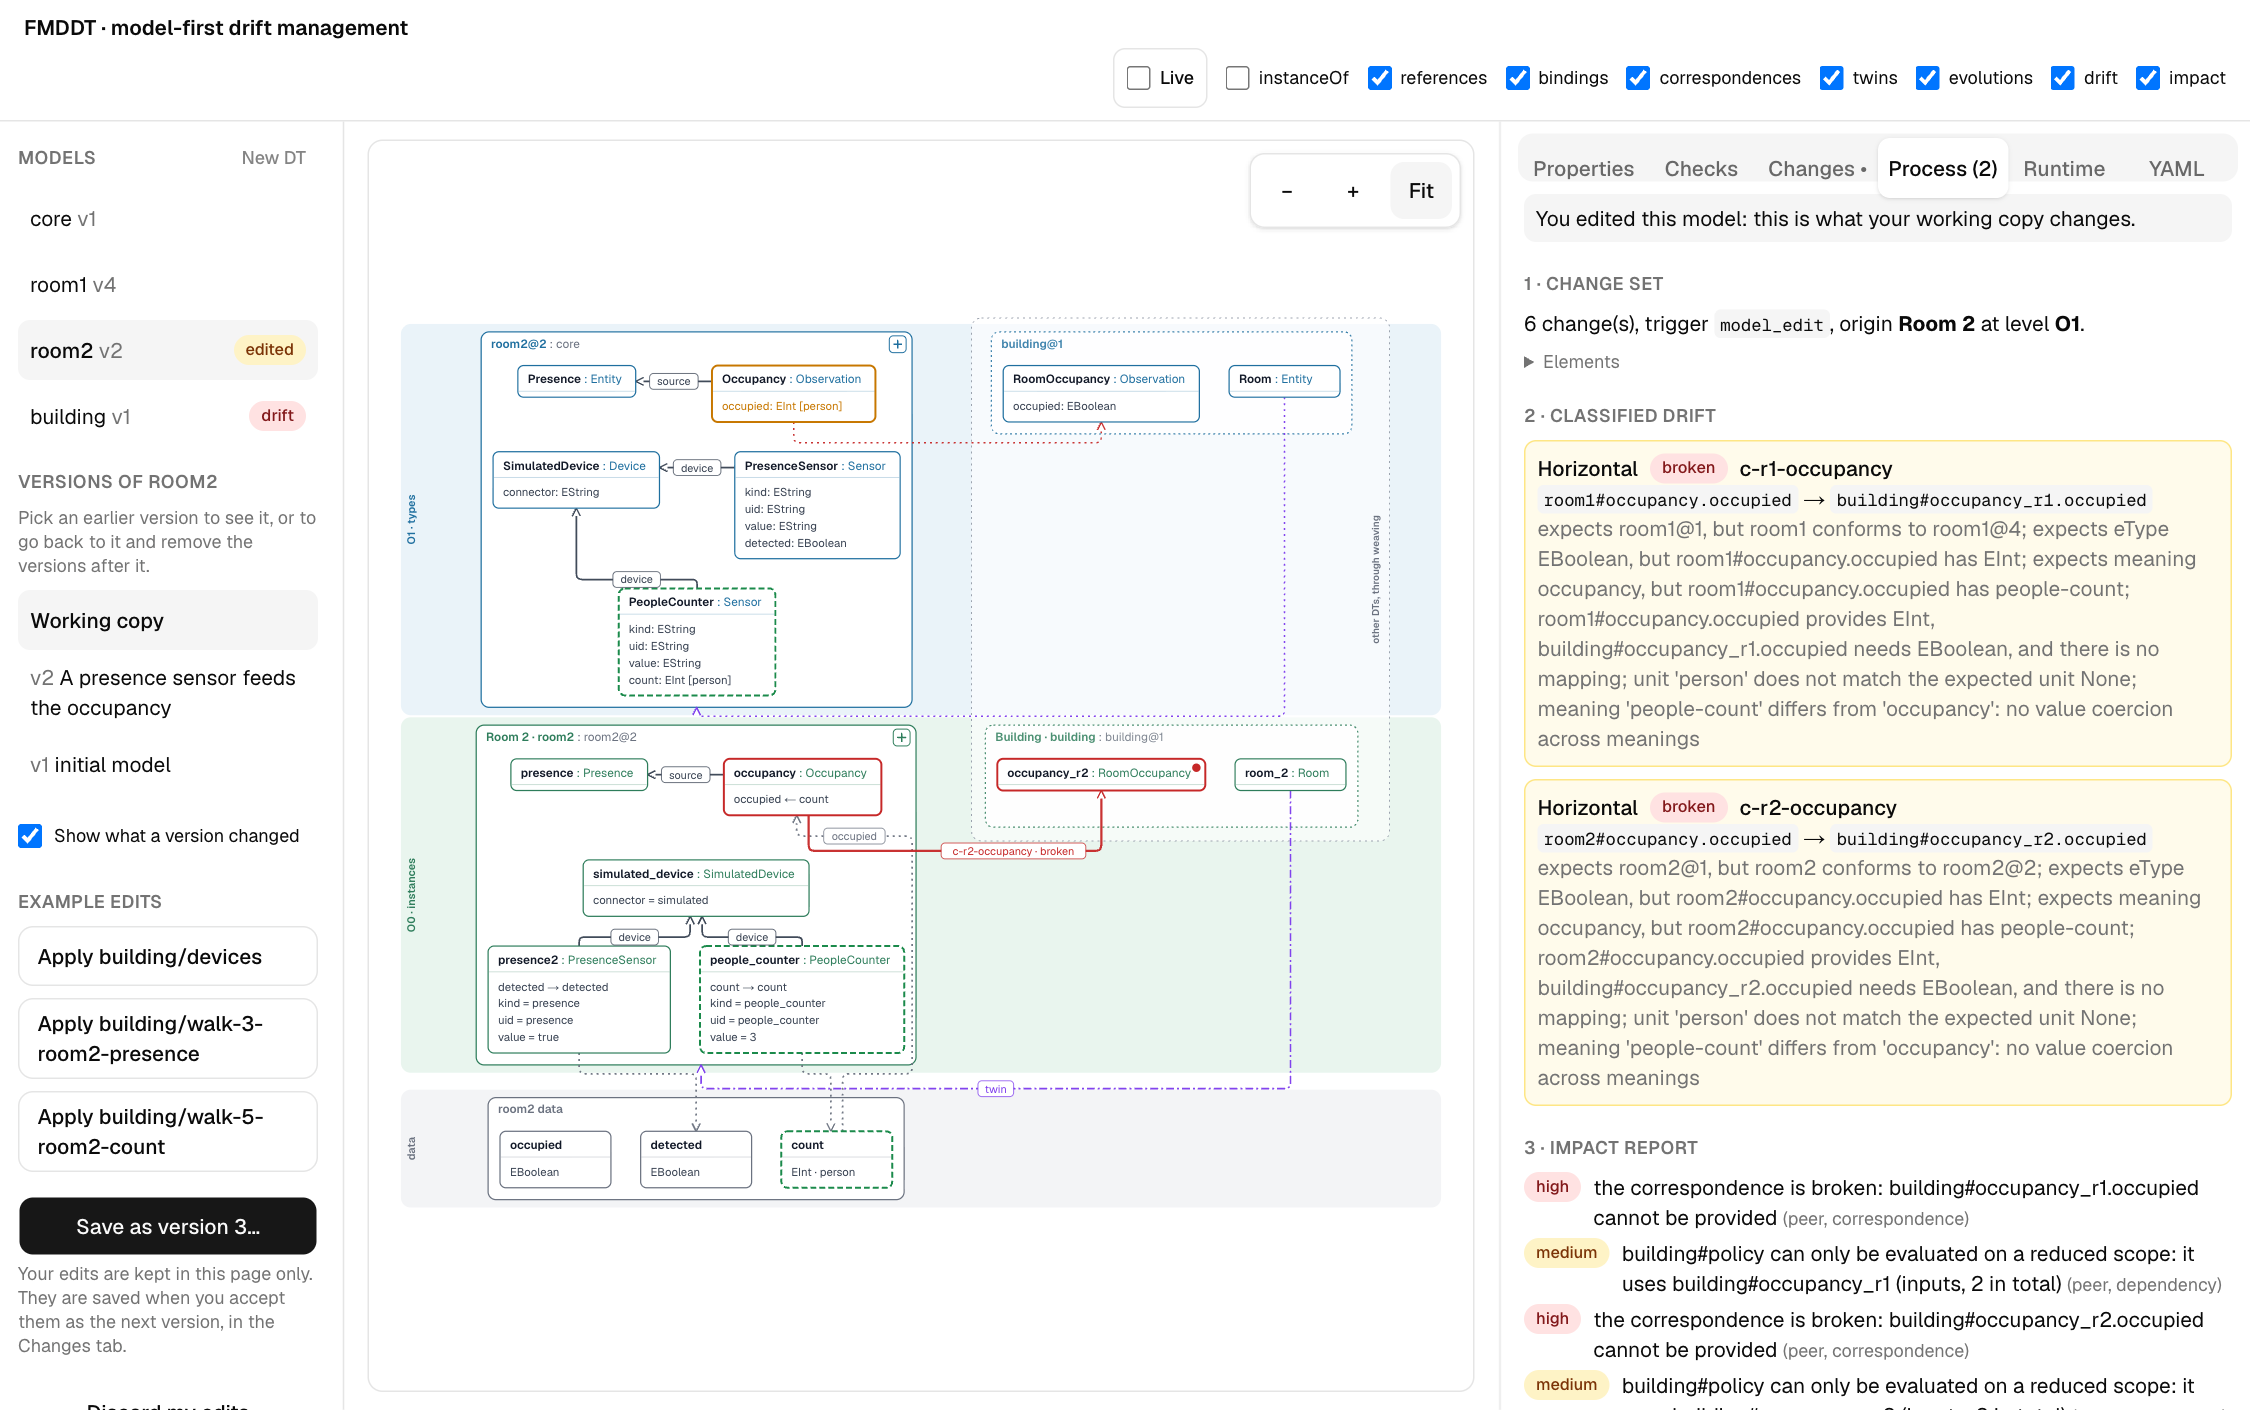 FMDDT · model-first drift management
Live
instanceOf
references
bindings
correspondences
twins
evolutions
drift
impact
MODELS
New DT
core v1
room1 v4
room2 v2
edited
building v1
drift
VERSIONS OF ROOM2
Pick an earlier version to see it, or to
go back to it and remove the
versions after it.
Working copy
v2 A presence sensor feeds
the occupancy
v1 initial model
Show what a version changed
EXAMPLE EDITS
Apply building/devices
Apply building/walk-3-
room2-presence
Apply building/walk-5-
room2-count
Save as version 3...
Your edits are kept in this page only.
They are saved when you accept
them as the next version, in the
Changes tab.
Discard my edits
−
+
Fit
O1 · types
room2@2 : core
+
Presence : Entity
source
Occupancy : Observation
occupied: EInt [person]
SimulatedDevice : Device
connector: EString
device
PresenceSensor : Sensor
kind: EString
uid: EString
value: EString
detected: EBoolean
device
PeopleCounter : Sensor
kind: EString
uid: EString
value: EString
count: EInt [person]
building@1
RoomOccupancy : Observation
occupied: EBoolean
Room : Entity
other DTs, through weaving
O0 · instances
Room 2 · room2 : room2@2
+
presence : Presence
source
occupancy : Occupancy
occupied ← count
occupied
simulated_device : SimulatedDevice
connector = simulated
device
device
presence2 : PresenceSensor
detected → detected
kind = presence
uid = presence
value = true
people_counter : PeopleCounter
count → count
kind = people_counter
uid = people_counter
value = 3
Building · building : building@1
occupancy_r2 : RoomOccupancy
room_2 : Room
c-r2-occupancy · broken
twin
data
room2 data
occupied
EBoolean
detected
EBoolean
count
EInt · person
Properties
Checks
Changes •
Process (2)
Runtime
YAML
You edited this model: this is what your working copy changes.
1 · CHANGE SET
6 change(s), trigger model_edit, origin Room 2 at level O1.
▶ Elements
2 · CLASSIFIED DRIFT
Horizontal broken c-r1-occupancy
room1#occupancy.occupied → building#occupancy_r1.occupied
expects room1@1, but room1 conforms to room1@4; expects eType
EBoolean, but room1#occupancy.occupied has EInt; expects meaning
occupancy, but room1#occupancy.occupied has people-count;
room1#occupancy.occupied provides EInt,
building#occupancy_r1.occupied needs EBoolean, and there is no
mapping; unit 'person' does not match the expected unit None;
meaning 'people-count' differs from 'occupancy': no value coercion
across meanings
Horizontal broken c-r2-occupancy
room2#occupancy.occupied → building#occupancy_r2.occupied
expects room2@1, but room2 conforms to room2@2; expects eType
EBoolean, but room2#occupancy.occupied has EInt; expects meaning
occupancy, but room2#occupancy.occupied has people-count;
room2#occupancy.occupied provides EInt,
building#occupancy_r2.occupied needs EBoolean, and there is no
mapping; unit 'person' does not match the expected unit None;
meaning 'people-count' differs from 'occupancy': no value coercion
across meanings
3 · IMPACT REPORT
high the correspondence is broken: building#occupancy_r1.occupied
cannot be provided (peer, correspondence)
medium building#policy can only be evaluated on a reduced scope: it
uses building#occupancy_r1 (inputs, 2 in total) (peer, dependency)
high the correspondence is broken: building#occupancy_r2.occupied
cannot be provided (peer, correspondence)
medium building#policy can only be evaluated on a reduced scope: it